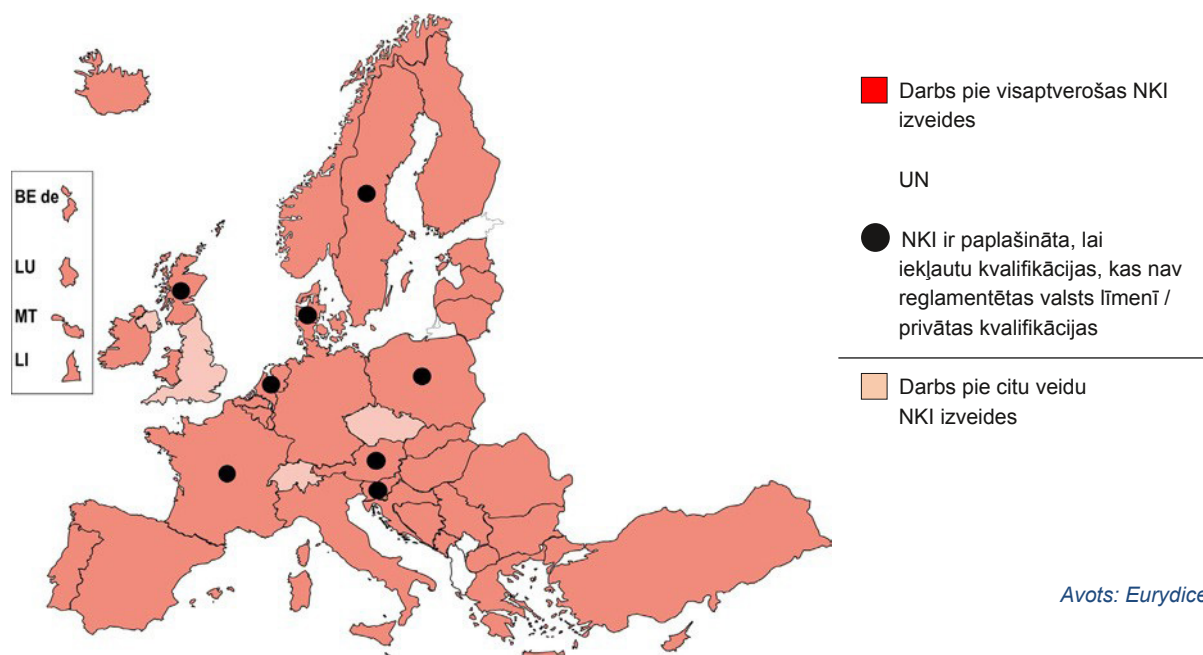 BE de
LU
MT
LI
Darbs pie visaptverošas NKI
izveides
UN
NKI ir paplašināta, lai
iekļautu kvalifikācijas, kas nav
reglamentētas valsts līmenī /
privātas kvalifikācijas
Darbs pie citu veidu
NKI izveides
Avots: Eurydice